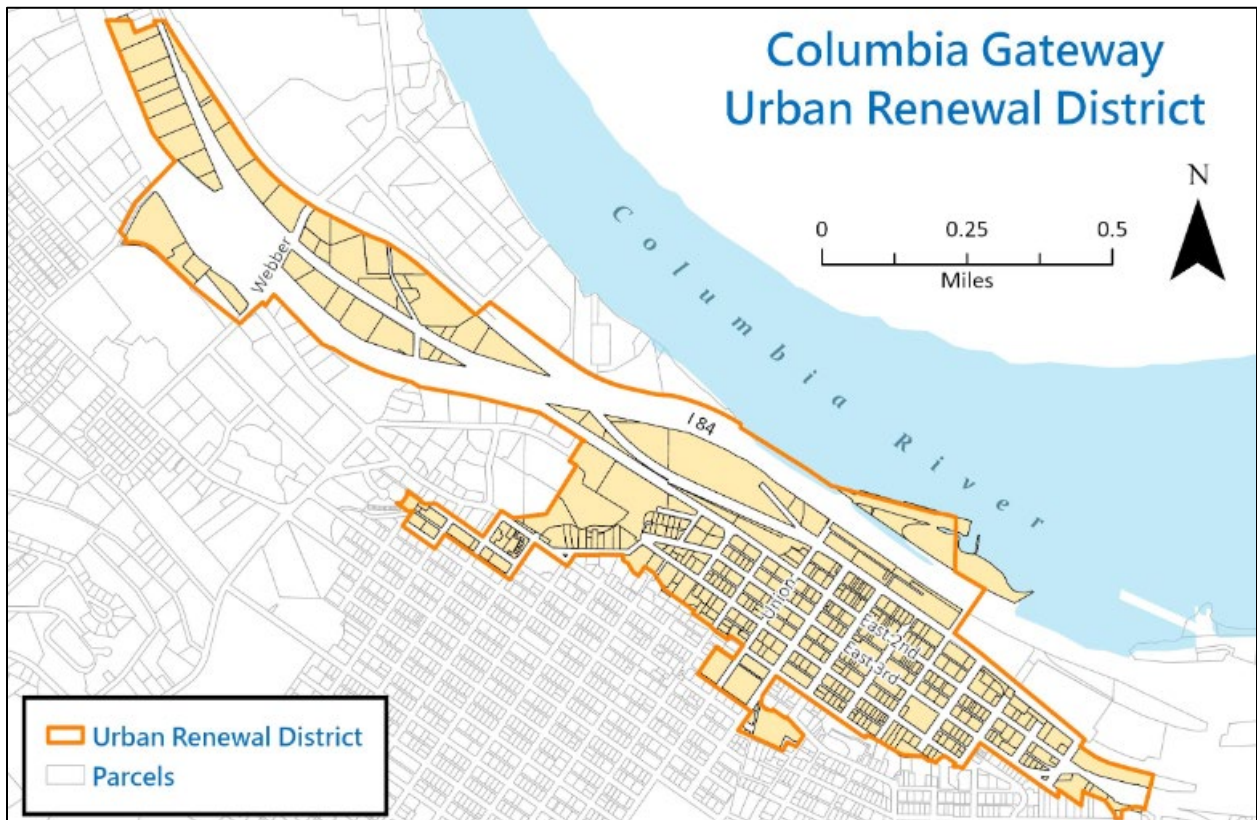 Columbia Gateway
Urban Renewal District
N
0 0.25 0.5
Miles
Columbia River
Webber
I 84
Union
East 2nd
East 3rd
Urban Renewal District
Parcels